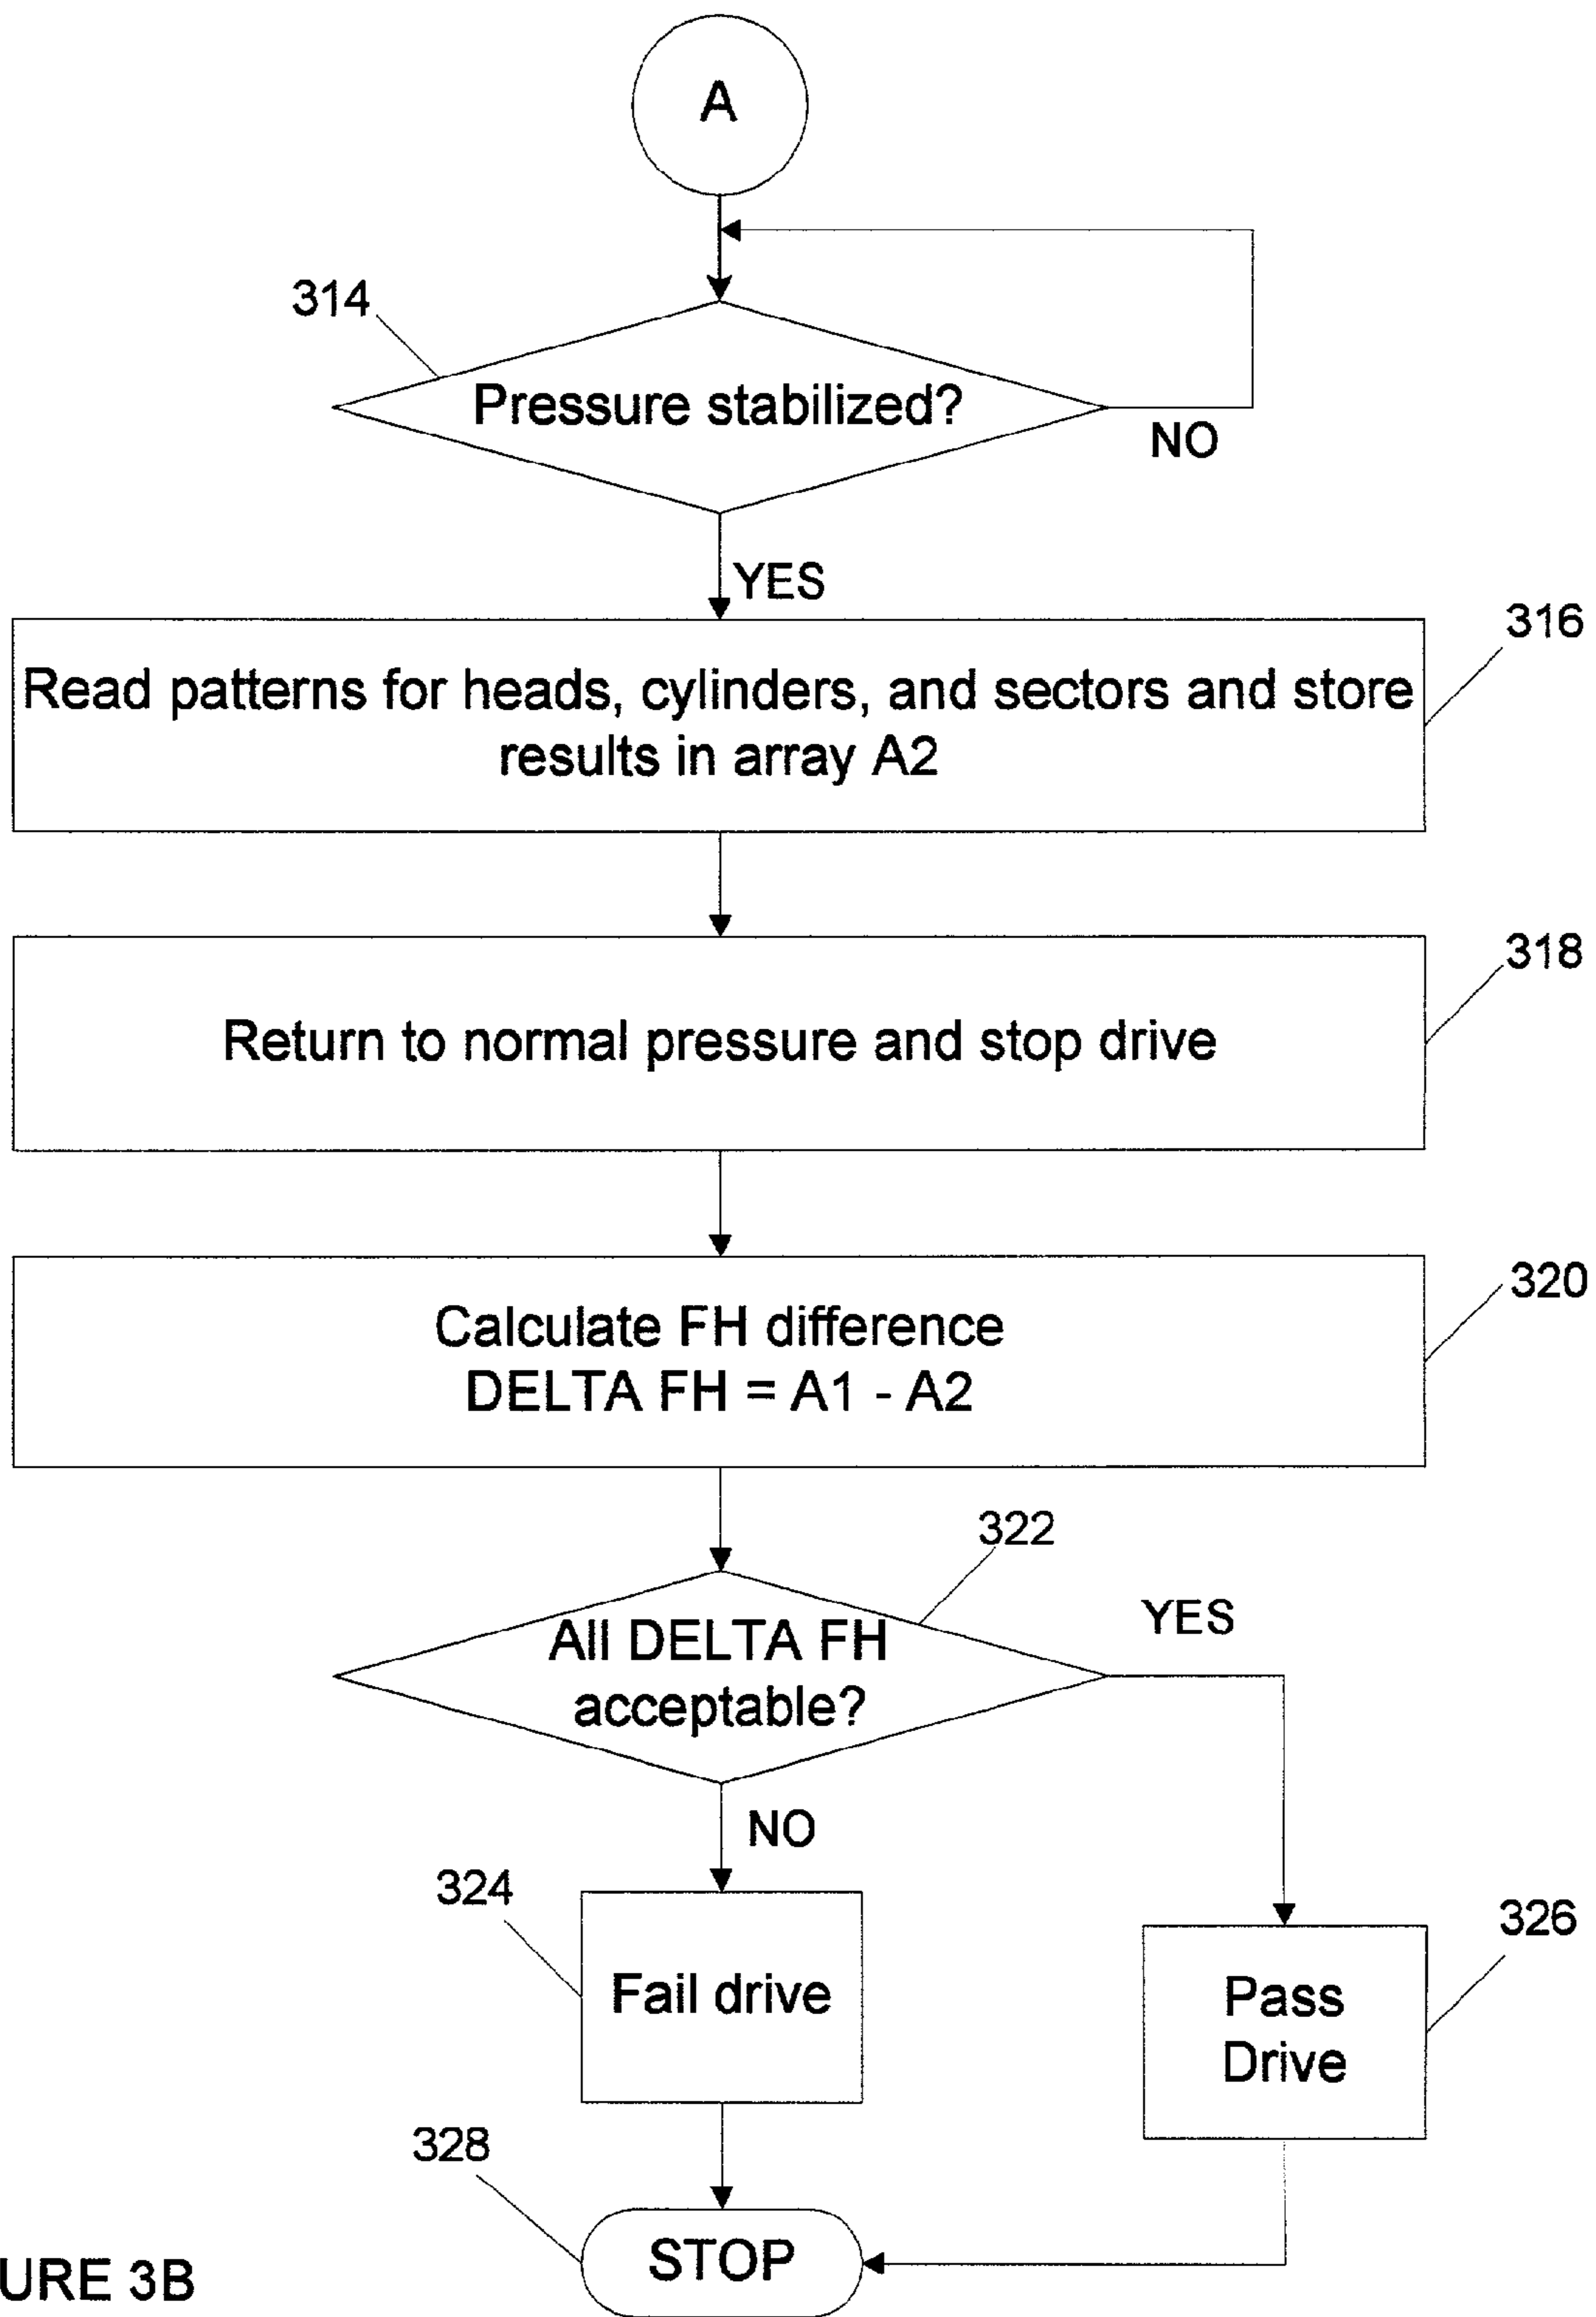 A
314
Pressure stabilized?
NO
YES
316
Read patterns for heads, cylinders, and sectors and store
results in array A2
318
Return to normal pressure and stop drive
320
Calculate FH difference
DELTA FH = A1 - A2
322
YES
All DELTA FH
acceptable?
NO
324
Fail drive
326
Pass
Drive
328
STOP
URE 3B